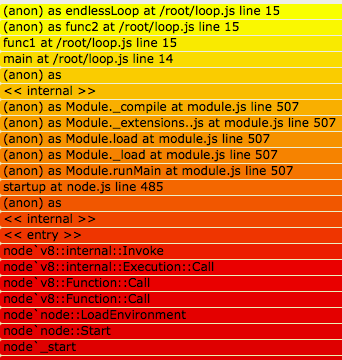 (anon) as endlessLoop at /root/loop.js line 15
(anon) as func2 at /root/loop.js line 15
func1 at /root/loop.js line 15
main at /root/loop.js line 14
(anon) as
<< internal >>
(anon) as Module._compile at module.js line 507
(anon) as Module._extensions..js at module.js line 507
(anon) as Module.load at module.js line 507
(anon) as Module._load at module.js line 507
(anon) as Module.runMain at module.js line 507
startup at node.js line 485
(anon) as
<< internal >>
<< entry >>
node`v8::internal::Invoke
node`v8::internal::Execution::Call
node`v8::Function::Call
node`v8::Function::Call
node`node::LoadEnvironment
node`node::Start
node`_start